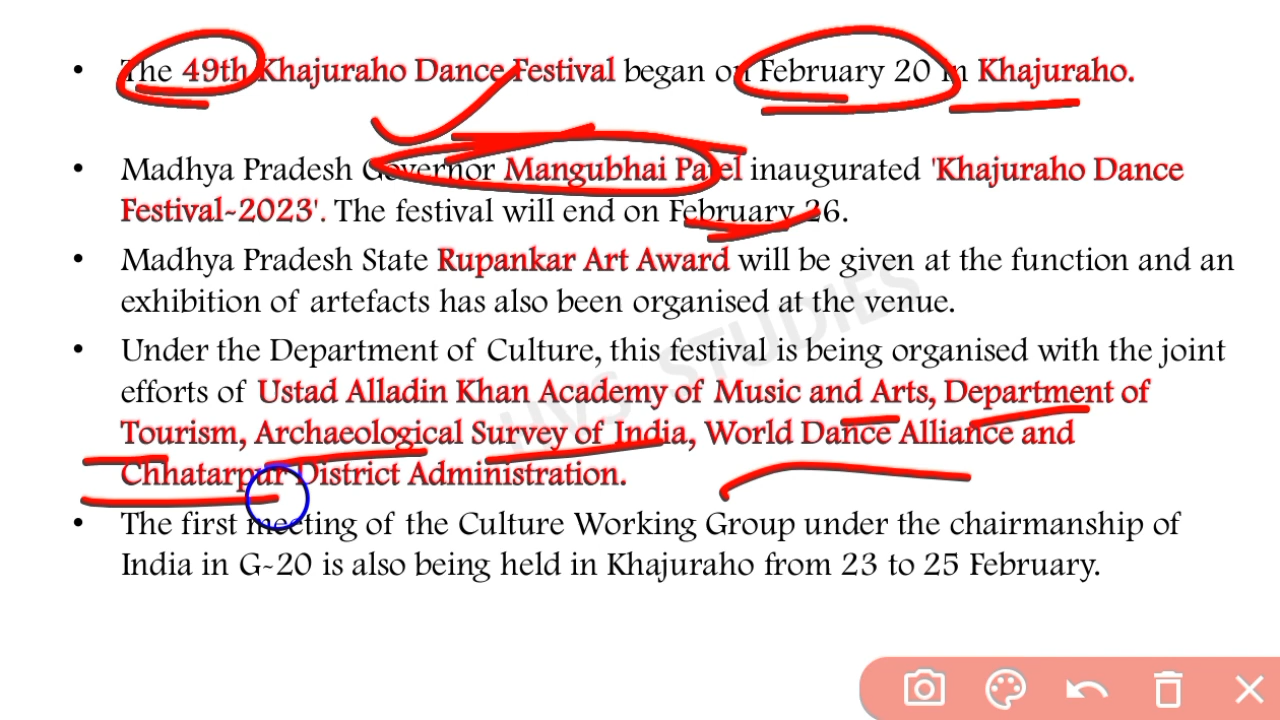 • The 49th Khajuraho Dance Festival began on February 20 in Khajuraho.
• Madhya Pradesh Governor Mangubhai Patel inaugurated 'Khajuraho Dance
Festival-2023'. The festival will end on February 26.
• Madhya Pradesh State Rupankar Art Award will be given at the function and an
exhibition of artefacts has also been organised at the venue.
• Under the Department of Culture, this festival is being organised with the joint
efforts of Ustad Alladin Khan Academy of Music and Arts, Department of
Tourism, Archaeological Survey of India, World Dance Alliance and
Chhatarpur District Administration.
• The first meeting of the Culture Working Group under the chairmanship of
India in G-20 is also being held in Khajuraho from 23 to 25 February.
STUDIES